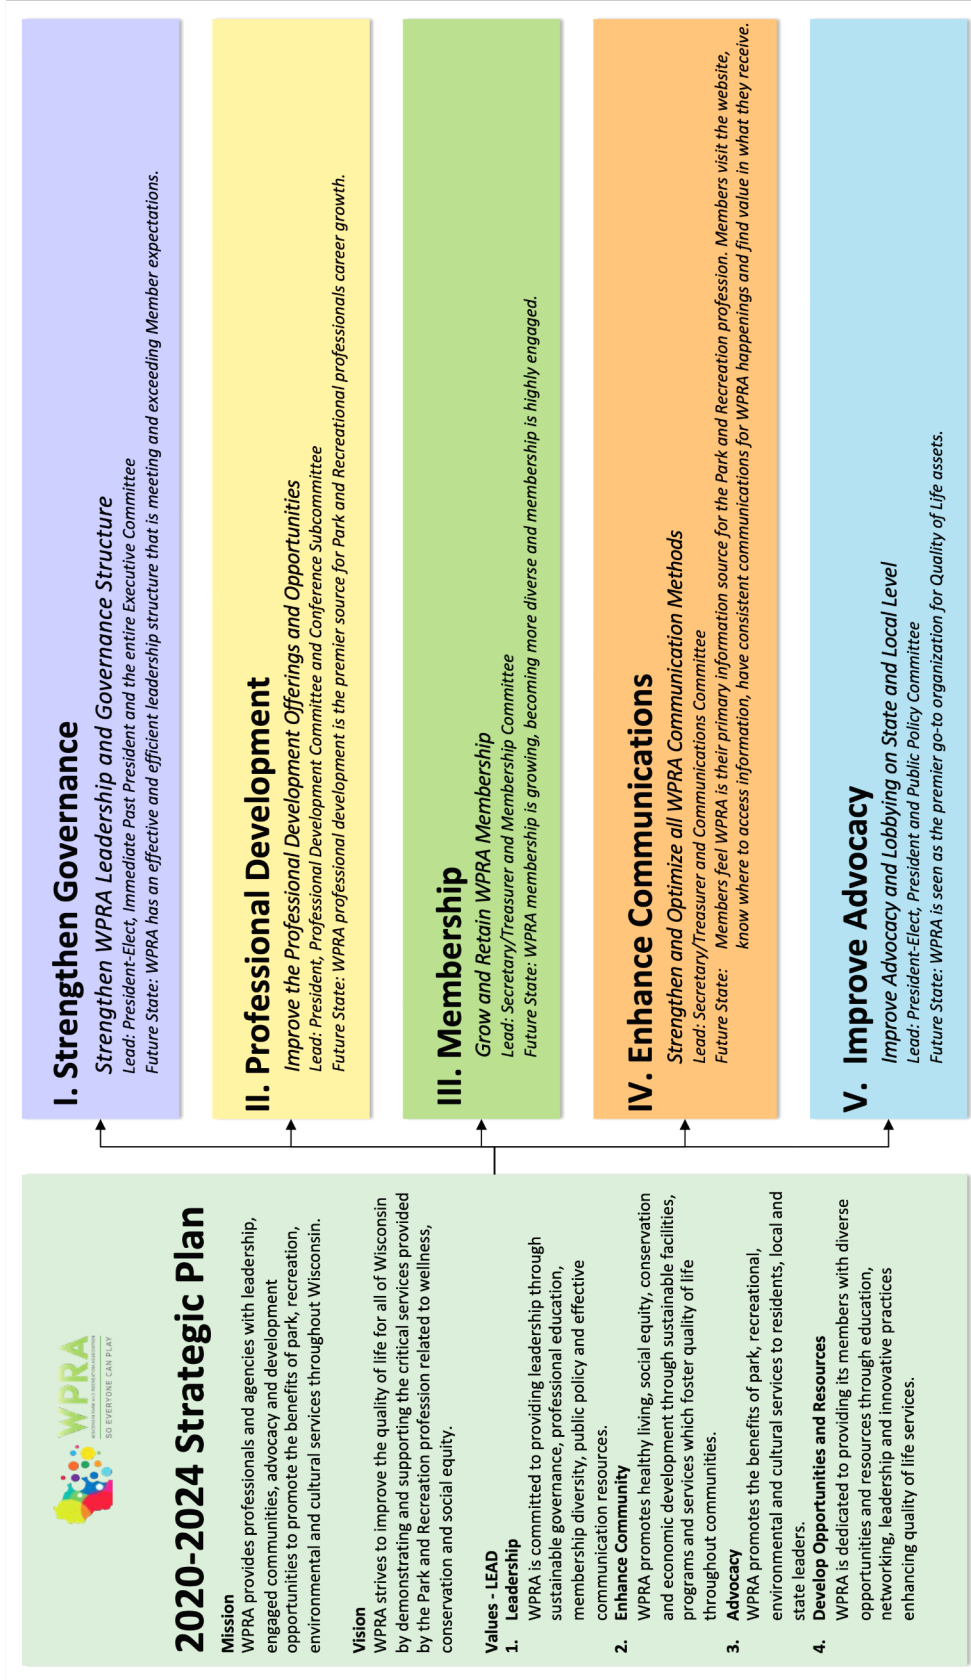 WPRA
WISCONSIN PARK AND RECREATION ASSOCIATION
SO EVERYONE CAN PLAY
2020-2024 Strategic Plan
Mission
WPRA provides professionals and agencies with leadership,
engaged communities, advocacy and development
opportunities to promote the benefits of park, recreation,
environmental and cultural services throughout Wisconsin.
Vision
WPRA strives to improve the quality of life for all of Wisconsin
by demonstrating and supporting the critical services provided
by the Park and Recreation profession related to wellness,
conservation and social equity.
Values - LEAD
1. Leadership
WPRA is committed to providing leadership through
sustainable governance, professional education,
membership diversity, public policy and effective
communication resources.
2. Enhance Community
WPRA promotes healthy living, social equity, conservation
and economic development through sustainable facilities,
programs and services which foster quality of life
throughout communities.
3. Advocacy
WPRA promotes the benefits of park, recreational,
environmental and cultural services to residents, local and
state leaders.
4. Develop Opportunities and Resources
WPRA is dedicated to providing its members with diverse
opportunities and resources through education,
networking, leadership and innovative practices
enhancing quality of life services.
I. Strengthen Governance
Strengthen WPRA Leadership and Governance Structure
Lead: President-Elect, Immediate Past President and the entire Executive Committee
Future State: WPRA has an effective and efficient leadership structure that is meeting and exceeding Member expectations.
II. Professional Development
Improve the Professional Development Offerings and Opportunities
Lead: President, Professional Development Committee and Conference Subcommittee
Future State: WPRA professional development is the premier source for Park and Recreational professionals career growth.
III. Membership
Grow and Retain WPRA Membership
Lead: Secretary/Treasurer and Membership Committee
Future State: WPRA membership is growing, becoming more diverse and membership is highly engaged.
IV. Enhance Communications
Strengthen and Optimize all WPRA Communication Methods
Lead: Secretary/Treasurer and Communications Committee
Future State: Members feel WPRA is their primary information source for the Park and Recreation profession. Members visit the website,
know where to access information, have consistent communications for WPRA happenings and find value in what they receive.
V. Improve Advocacy
Improve Advocacy and Lobbying on State and Local Level
Lead: President-Elect, President and Public Policy Committee
Future State: WPRA is seen as the premier go-to organization for Quality of Life assets.